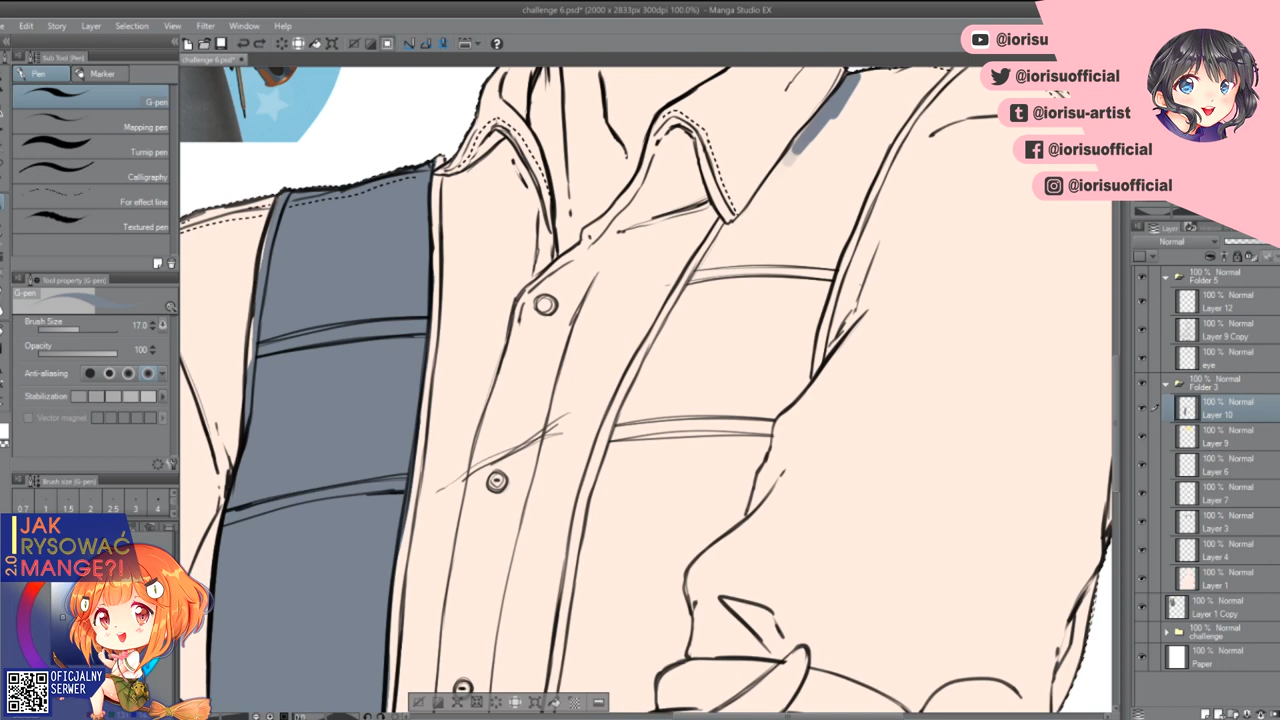 challenge 6.psd* (2000 x 2833px 300dpi 100.0%) - Manga Studio EX
Edit Story Layer Selection View Filter Window Help
challenge 6.psd*
Sub Tool [Pen]
Pen Marker
G-pen
Mapping pen
Turnip pen
Calligraphy
For effect line
Textured pen
Tool property [G-pen]
G-pen
Brush Size 17.0
Opacity 100
Anti-aliasing
Stabilization
Vector magnet
Brush size [G-pen]
0.7 1 1.5 2 2.5 3 4
JAK
RYSOWAĆ
MANGĘ?!
2.0
OFICJALNY
SERWER
@iorisu
@iorisuofficial
@iorisu-artist
@iorisuofficial
@iorisuofficial
Layer
Normal
100 % Normal
Folder 5
100 % Normal
Layer 12
100 % Normal
Layer 9 Copy
100 % Normal
eye
100 % Normal
Folder 3
100 % Normal
Layer 10
100 % Normal
Layer 9
100 % Normal
Layer 6
100 % Normal
Layer 7
100 % Normal
Layer 3
100 % Normal
Layer 4
100 % Normal
Layer 1
100 % Normal
Layer 1 Copy
100 % Normal
challenge
100 % Normal
Paper